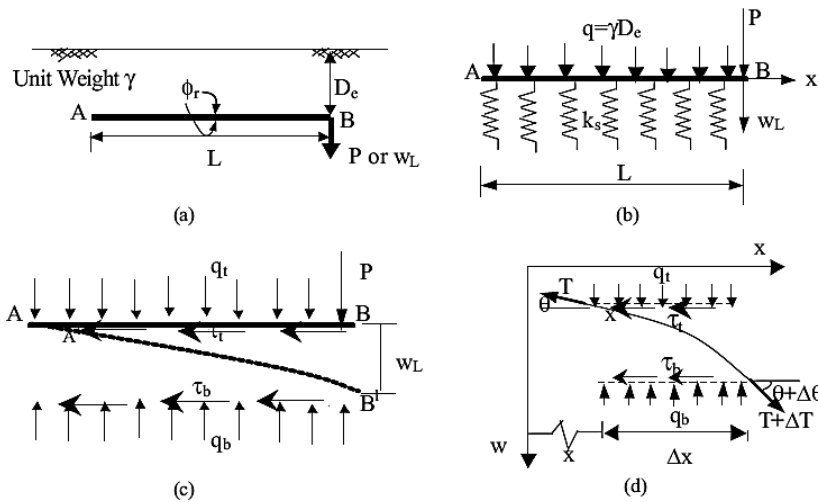 Unit Weight γ
ϕr
De
A
B
L
P or wL
(a)
P
q=γDe
A
B
x
ks
wL
L
(b)
qt
P
A
B
A'
τt
wL
τb
B'
qb
(c)
x
qt
T
θ
x
τt
τb
θ+Δθ
qb
T+ΔT
w
x
Δx
(d)